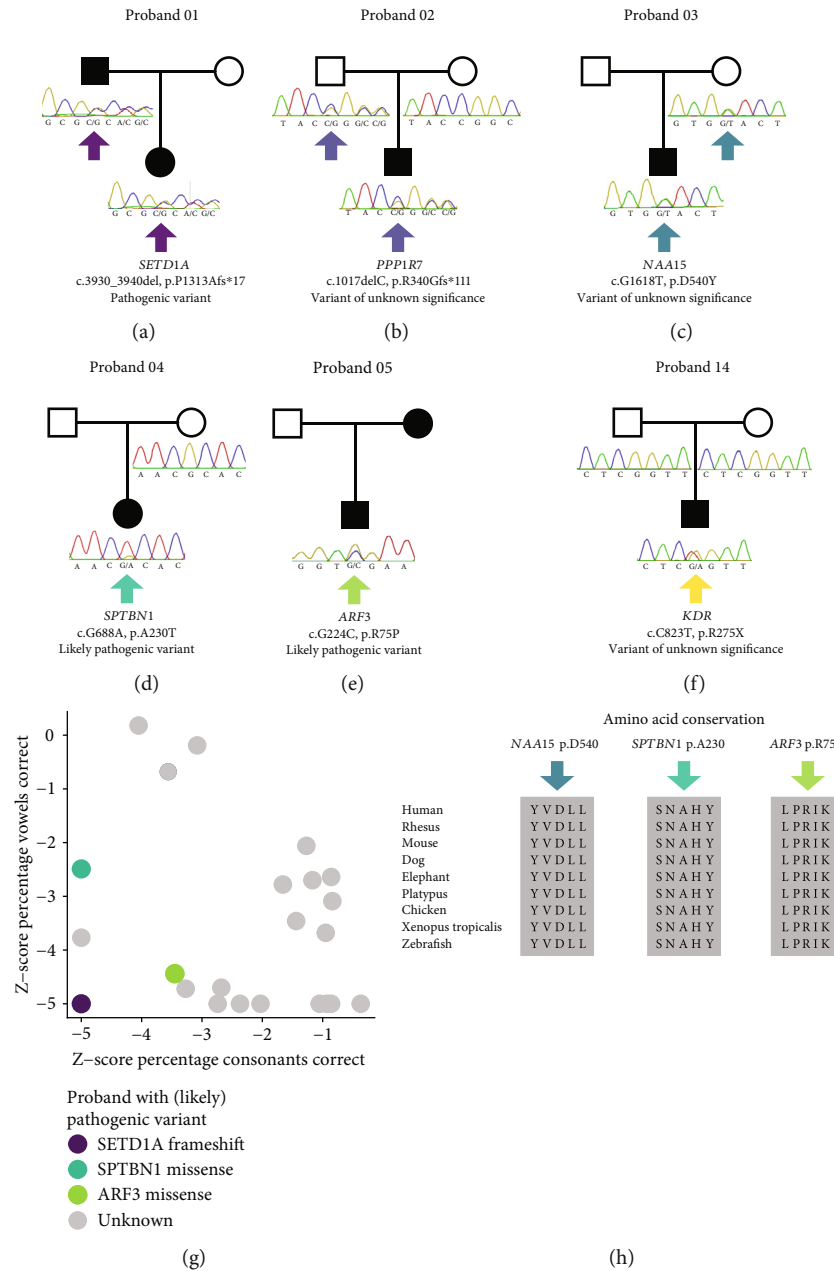 Proband 01
Proband 02
Proband 03
G C G C/G C A/C G/C
T A C C/G G G/C C/G
T A C C G G C
G T G G/T A C T
G C G C/G C A/C G/C
T A C C/G G G/C C/G
G T G G/T A C T
SETD1A
c.3930_3940del, p.P1313Afs*17
Pathogenic variant
PPP1R7
c.1017delC, p.R340Gfs*111
Variant of unknown significance
NAA15
c.G1618T, p.D540Y
Variant of unknown significance
(a)
(b)
(c)
Proband 04
Proband 05
Proband 14
A A C G C A C
C T C G G T T
C T C G G T T
A A C G/A C A C
G G T G/C G A A
C T C G/A G T T
SPTBN1
c.G688A, p.A230T
Likely pathogenic variant
ARF3
c.G224C, p.R75P
Likely pathogenic variant
KDR
c.C823T, p.R275X
Variant of unknown significance
(d)
(e)
(f)
Z−score percentage vowels correct
0
−1
−2
−3
−4
−5
−5
−4
−3
−2
−1
Z−score percentage consonants correct
Proband with (likely)
pathogenic variant
SETD1A frameshift
SPTBN1 missense
ARF3 missense
Unknown
(g)
Amino acid conservation
NAA15 p.D540
SPTBN1 p.A230
ARF3 p.R75
Human Y V D L L S N A H Y L P R I K
Rhesus Y V D L L S N A H Y L P R I K
Mouse Y V D L L S N A H Y L P R I K
Dog Y V D L L S N A H Y L P R I K
Elephant Y V D L L S N A H Y L P R I K
Platypus Y V D L L S N A H Y L P R I K
Chicken Y V D L L S N A H Y L P R I K
Xenopus tropicalis Y V D L L S N A H Y L P R I K
Zebrafish Y V D L L S N A H Y L P R I K
(h)